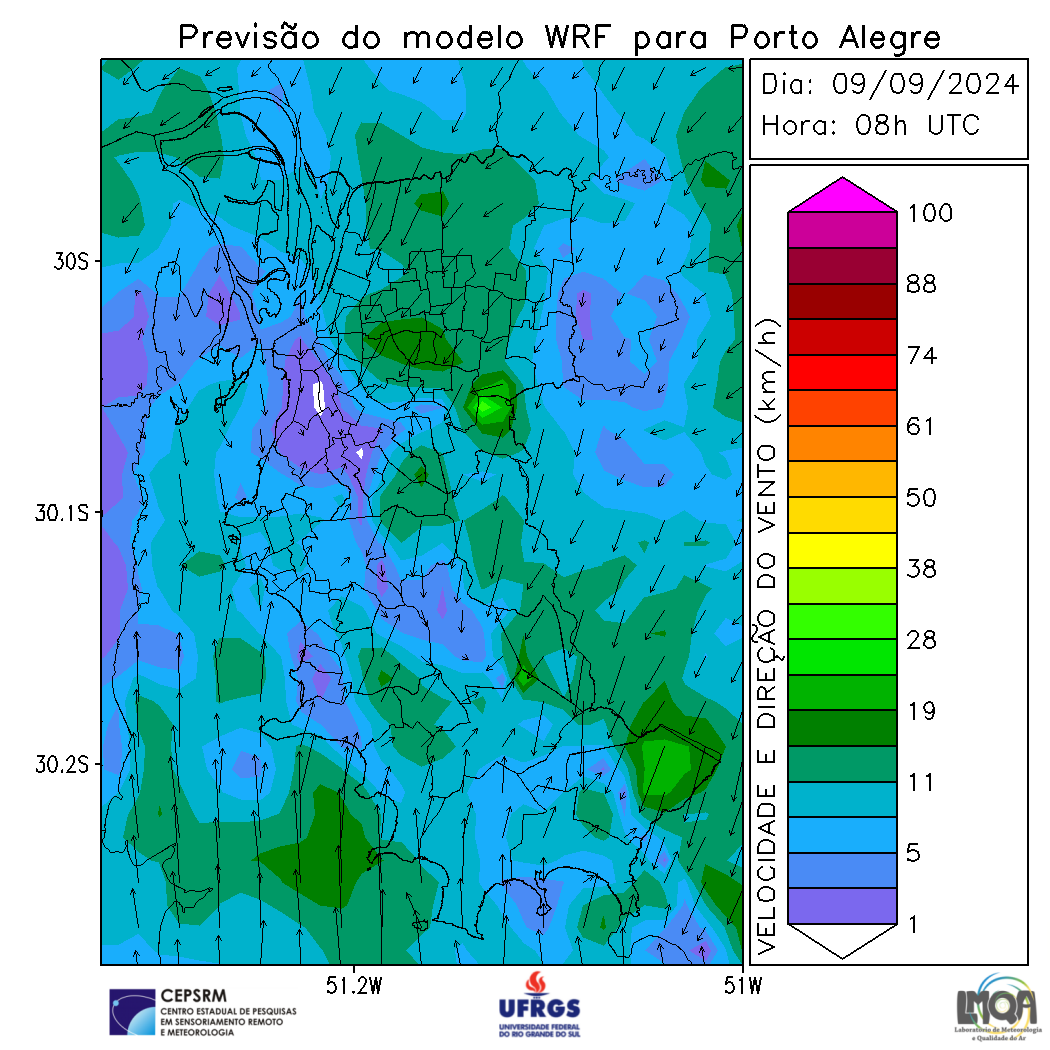 Previsão do modelo WRF para Porto Alegre
Dia: 09/09/2024
Hora: 08h UTC
30S
30.1S
30.2S
51.2W
51W
VELOCIDADE E DIREÇÃO DO VENTO (km/h)
100
88
74
61
50
38
28
19
11
5
1
CEPSRM
CENTRO ESTADUAL DE PESQUISAS
EM SENSORIAMENTO REMOTO
E METEOROLOGIA
UFRGS
UNIVERSIDADE FEDERAL
DO RIO GRANDE DO SUL
LMQA
Laboratório de Meteorologia
e Qualidade do Ar